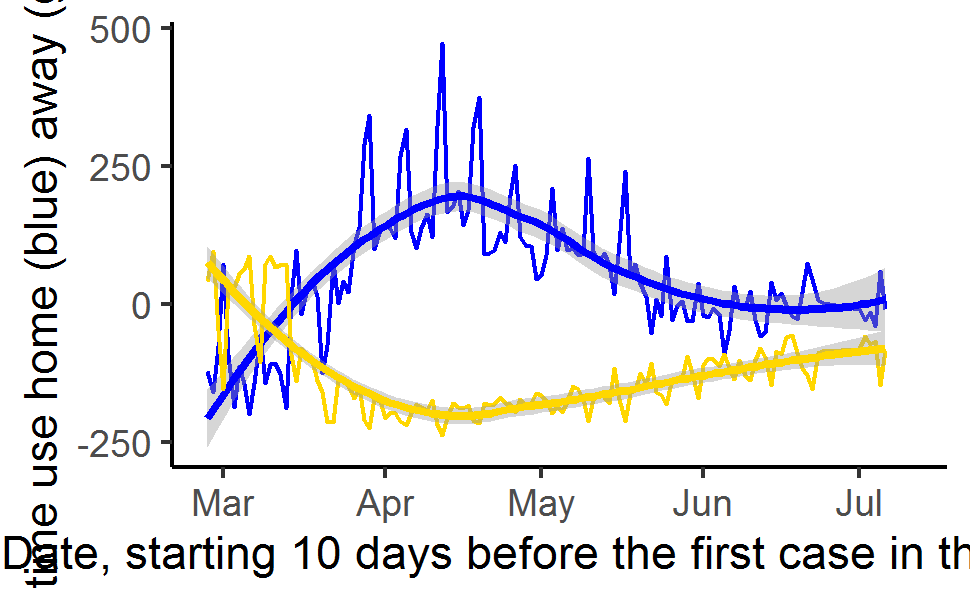 time use home (blue) away (
500
250
0
-250
Mar Apr May Jun Jul
Date, starting 10 days before the first case in th